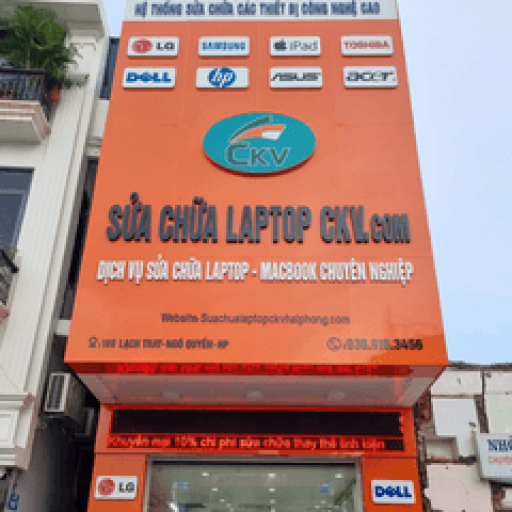 HỆ THỐNG SỬA CHỮA CÁC THIẾT BỊ CÔNG NGHỆ CAO
LG SAMSUNG iPad TOSHIBA
DELL hp ASUS acer
CKV
SỬA CHỮA LAPTOP CKV.COM
DỊCH VỤ SỬA CHỮA LAPTOP - MACBOOK CHUYÊN NGHIỆP
Website: Suachualaptopckvhaiphong.com
LẠCH TRAY-NGÔ QUYỀN-HP
Khuyến mại 10% chi phí sửa chữa thay thế linh kiện
LG
DELL